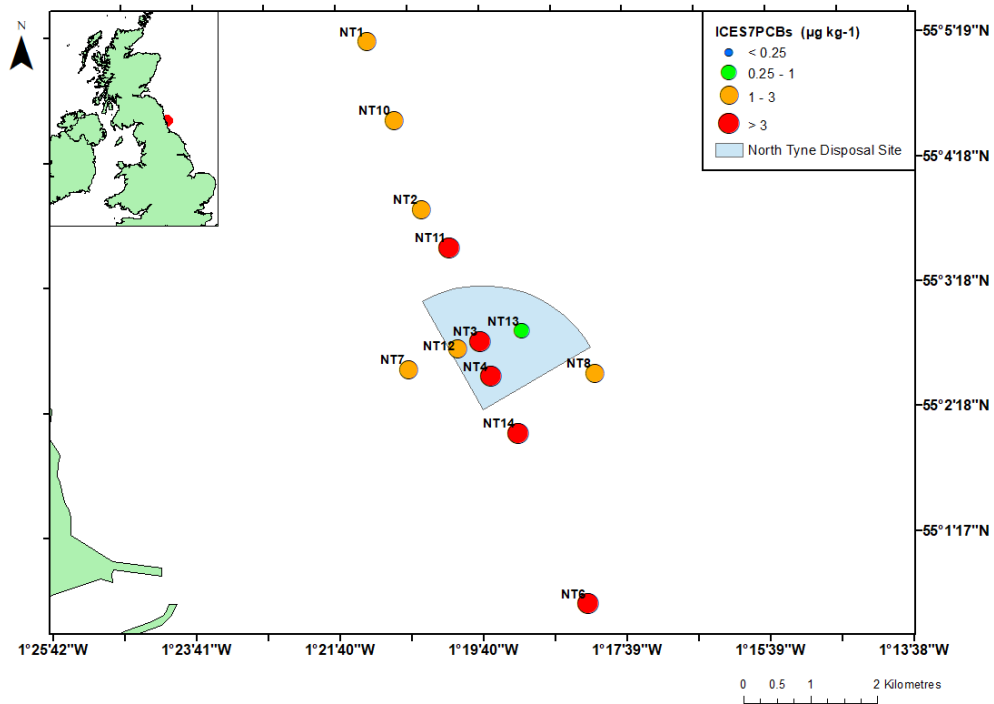 N
ICES7PCBs (µg kg-1)
< 0.25
0.25 - 1
1 - 3
> 3
North Tyne Disposal Site
NT1
NT10
NT2
NT11
NT13
NT3
NT12
NT7
NT4
NT8
NT14
NT6
55°5'19"N
55°4'18"N
55°3'18"N
55°2'18"N
55°1'17"N
1°25'42"W 1°23'41"W 1°21'40"W 1°19'40"W 1°17'39"W 1°15'39"W 1°13'38"W
0 0.5 1 2 Kilometres